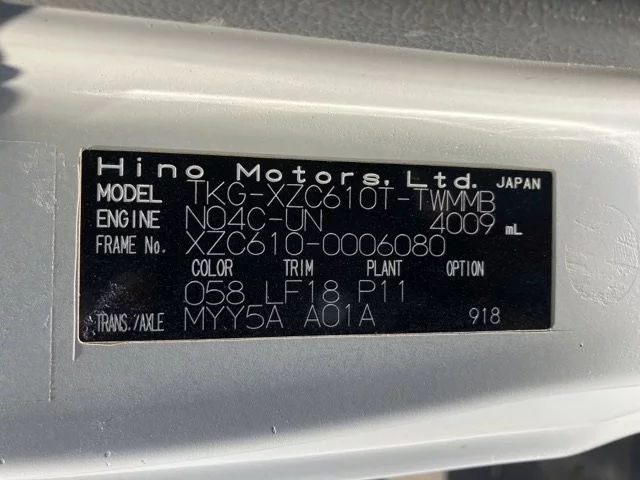 Hino Motors, Ltd. JAPAN
MODEL TKG-XZC610T-TWMMB
ENGINE N04C-UN 4009 mL
FRAME No. XZC610-0006080
COLOR TRIM PLANT OPTION
058 LF18 P11
TRANS./AXLE MYY5A A01A 918